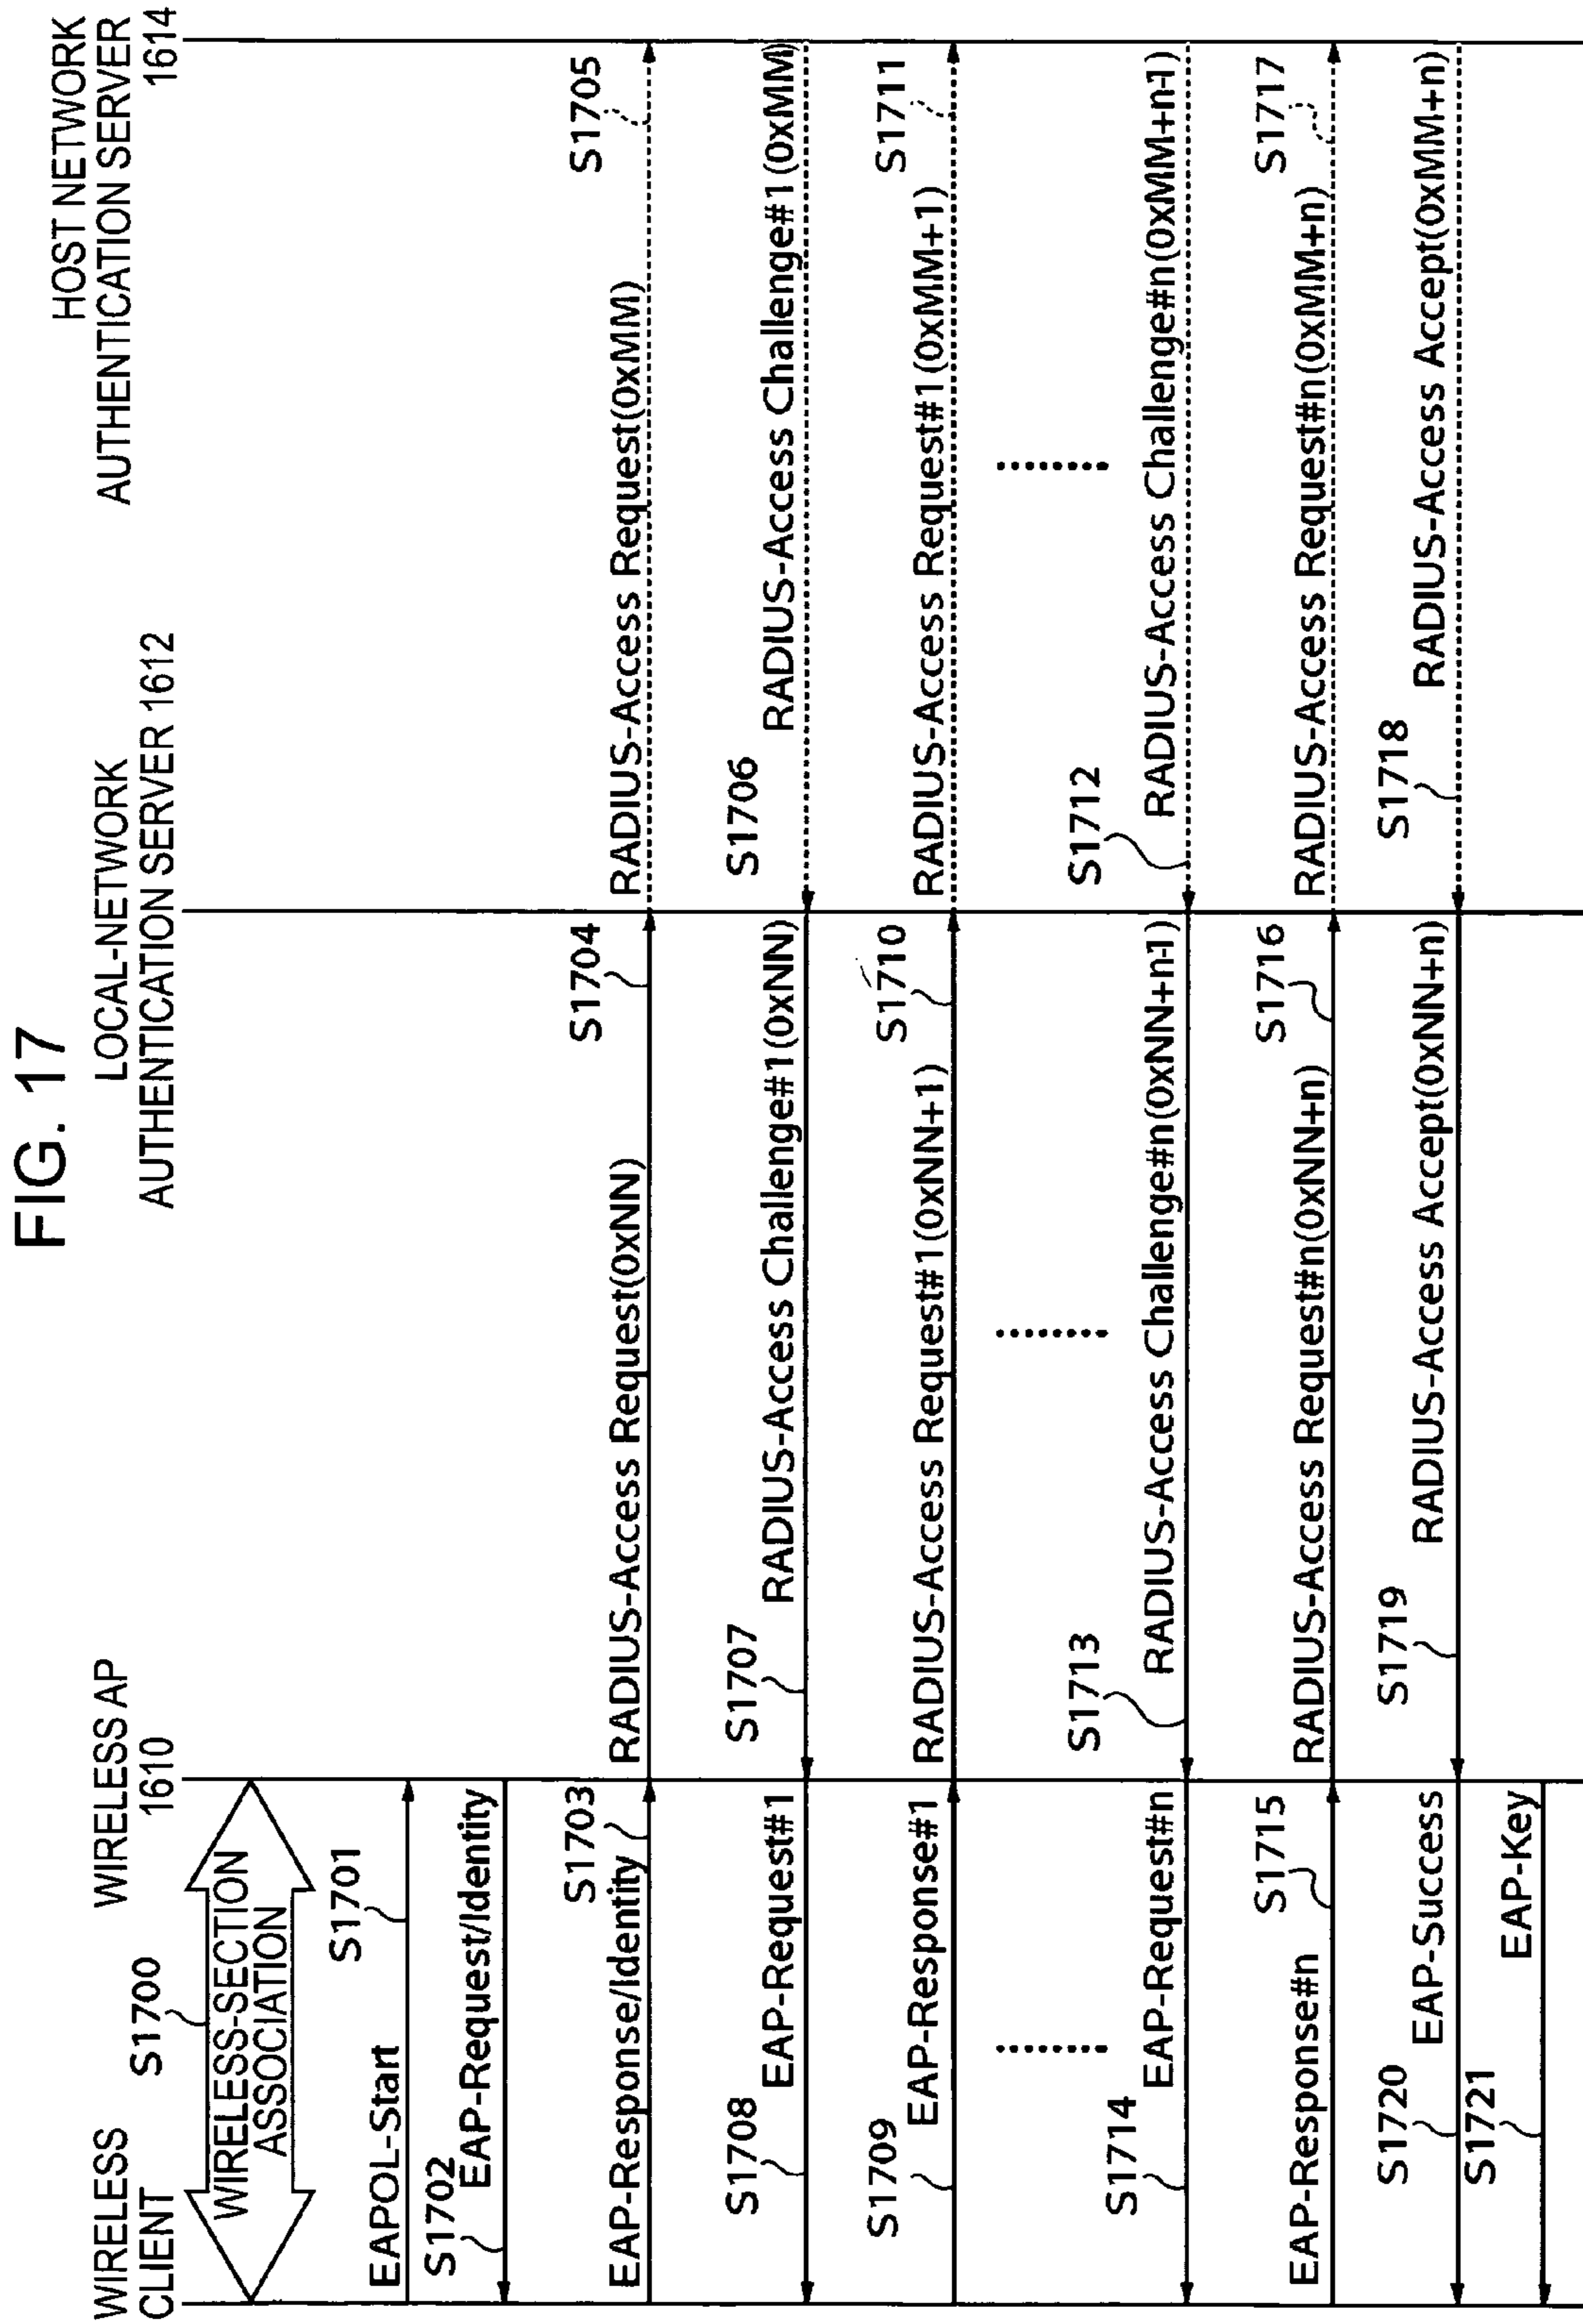 FIG. 17
WIRELESS
CLIENT
WIRELESS AP
1610
LOCAL-NETWORK
AUTHENTICATION SERVER 1612
HOST NETWORK
AUTHENTICATION SERVER
1614
S1700
WIRELESS-SECTION
ASSOCIATION
EAPOL-Start
S1701
S1702
EAP-Request/Identity
EAP-Response/Identity
S1703
RADIUS-Access Request(0xNN)
S1704
RADIUS-Access Request(0xMM)
S1705
S1708
EAP-Request#1
S1707
RADIUS-Access Challenge#1(0xNN)
S1706
RADIUS-Access Challenge#1(0xMM)
S1709
EAP-Response#1
RADIUS-Access Request#1(0xNN+1)
S1710
RADIUS-Access Request#1(0xMM+1)
S1711
S1714
EAP-Request#n
S1713
RADIUS-Access Challenge#n(0xNN+n-1)
S1712
RADIUS-Access Challenge#n(0xMM+n-1)
EAP-Response#n
S1715
RADIUS-Access Request#n(0xNN+n)
S1716
RADIUS-Access Request#n(0xMM+n)
S1717
S1720
EAP-Success
S1719
RADIUS-Access Accept(0xNN+n)
S1718
RADIUS-Access Accept(0xMM+n)
S1721
EAP-Key